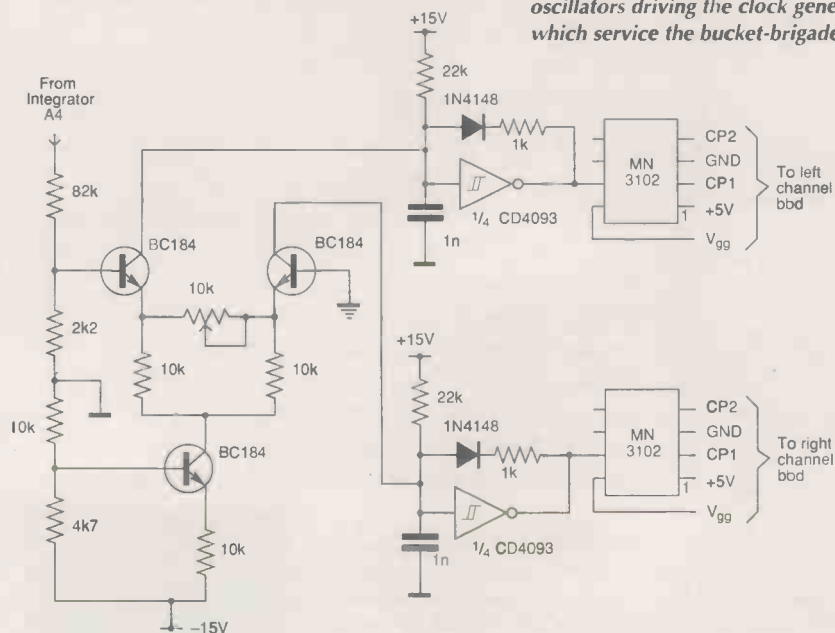 oscillators driving the clock gene
which service the bucket-brigade
+15V
22k
From
Integrator
A4
1N4148
1k
82k
MN
3102
CP2
GND
CP1
+5V
1
Vgg
To left
channel
bbd
1/4 CD4093
1n
BC184
BC184
10k
2k2
10k
10k
+15V
22k
1N4148
1k
10k
BC184
MN
3102
CP2
GND
CP1
+5V
1
Vgg
To right
channel
bbd
1/4 CD4093
1n
4k7
10k
-15V